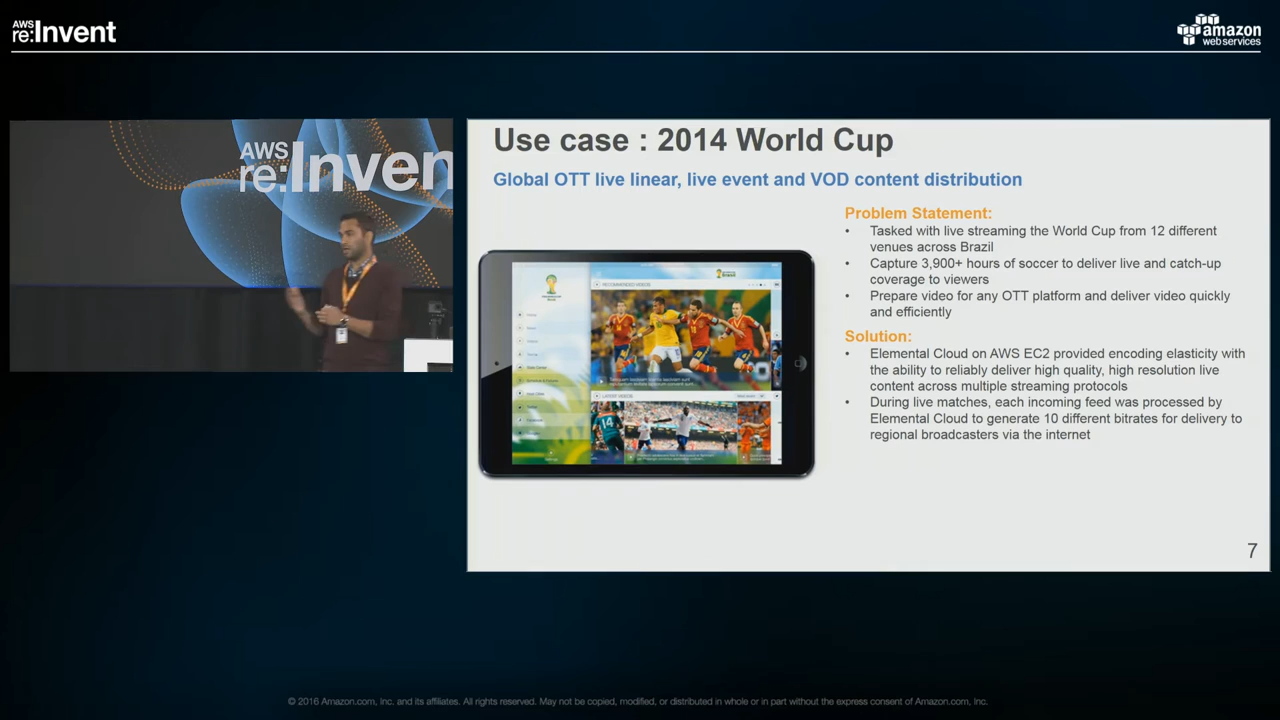 AWS
re:Invent
amazon
web services
AWS
re:Inven
Use case : 2014 World Cup
Global OTT live linear, live event and VOD content distribution
RECOMMENDED VIDEOS
LATEST VIDEOS
14
Problem Statement:
• Tasked with live streaming the World Cup from 12 different
venues across Brazil
• Capture 3,900+ hours of soccer to deliver live and catch-up
coverage to viewers
• Prepare video for any OTT platform and deliver video quickly
and efficiently
Solution:
• Elemental Cloud on AWS EC2 provided encoding elasticity with
the ability to reliably deliver high quality, high resolution live
content across multiple streaming protocols
• During live matches, each incoming feed was processed by
Elemental Cloud to generate 10 different bitrates for delivery to
regional broadcasters via the internet
7
© 2016 Amazon.com, Inc. and its affiliates. All rights reserved. May not be copied, modified, or distributed in whole or in part without the express consent of Amazon.com, Inc.